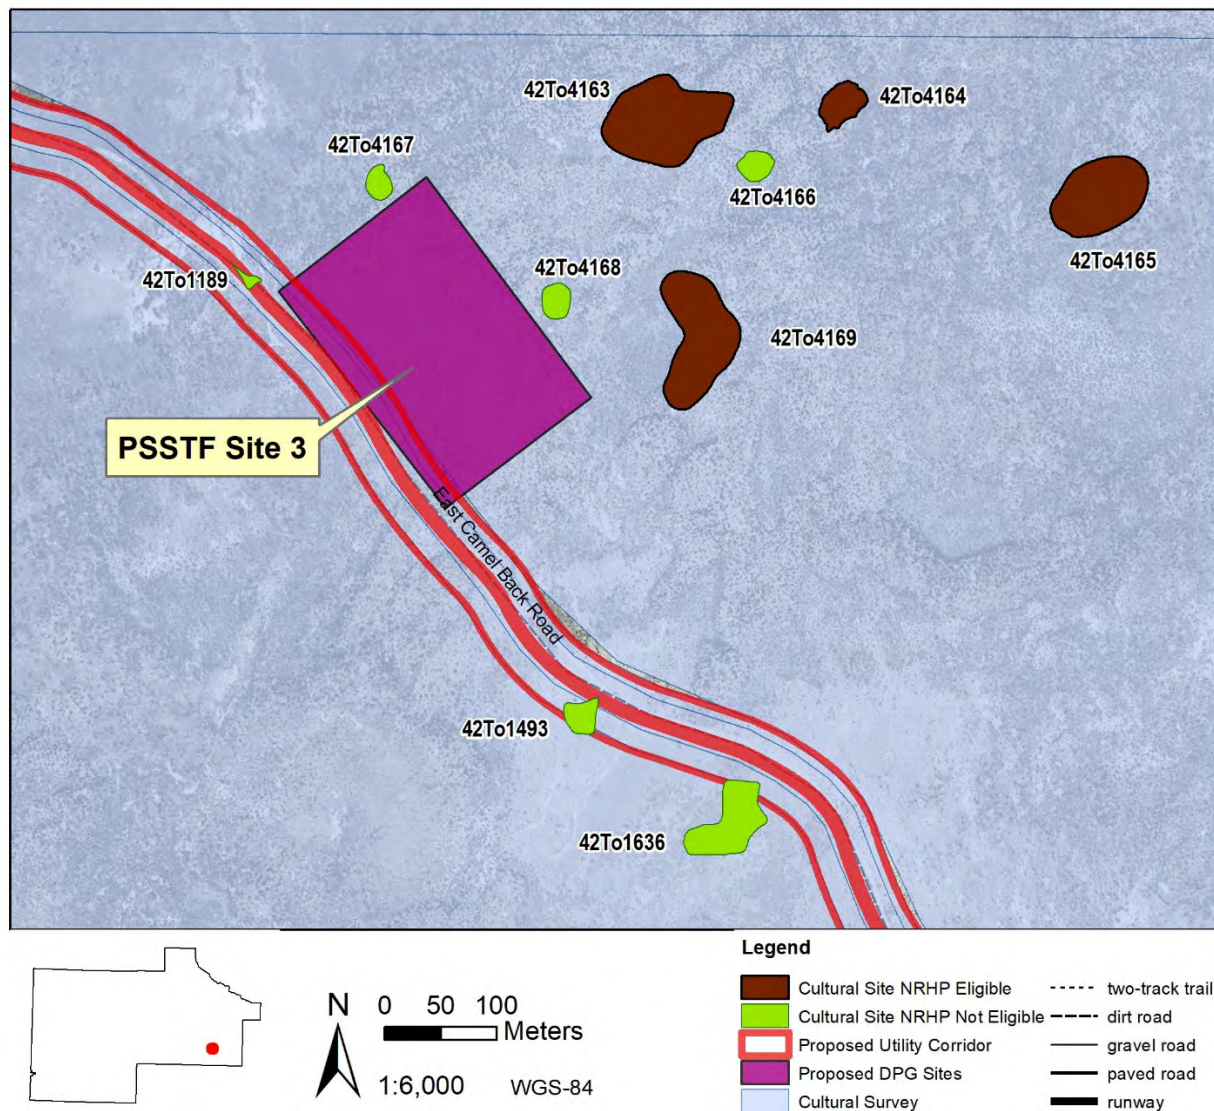 42To4163
42To4164
42To4167
42To4166
42To4165
42To4168
42To1189
42To4169
PSSTF Site 3
East Camel Back Road
42To1493
42To1636
N
0 50 100
Meters
1:6,000 WGS-84
Legend
Cultural Site NRHP Eligible
Cultural Site NRHP Not Eligible
Proposed Utility Corridor
Proposed DPG Sites
Cultural Survey
two-track trail
dirt road
gravel road
paved road
runway